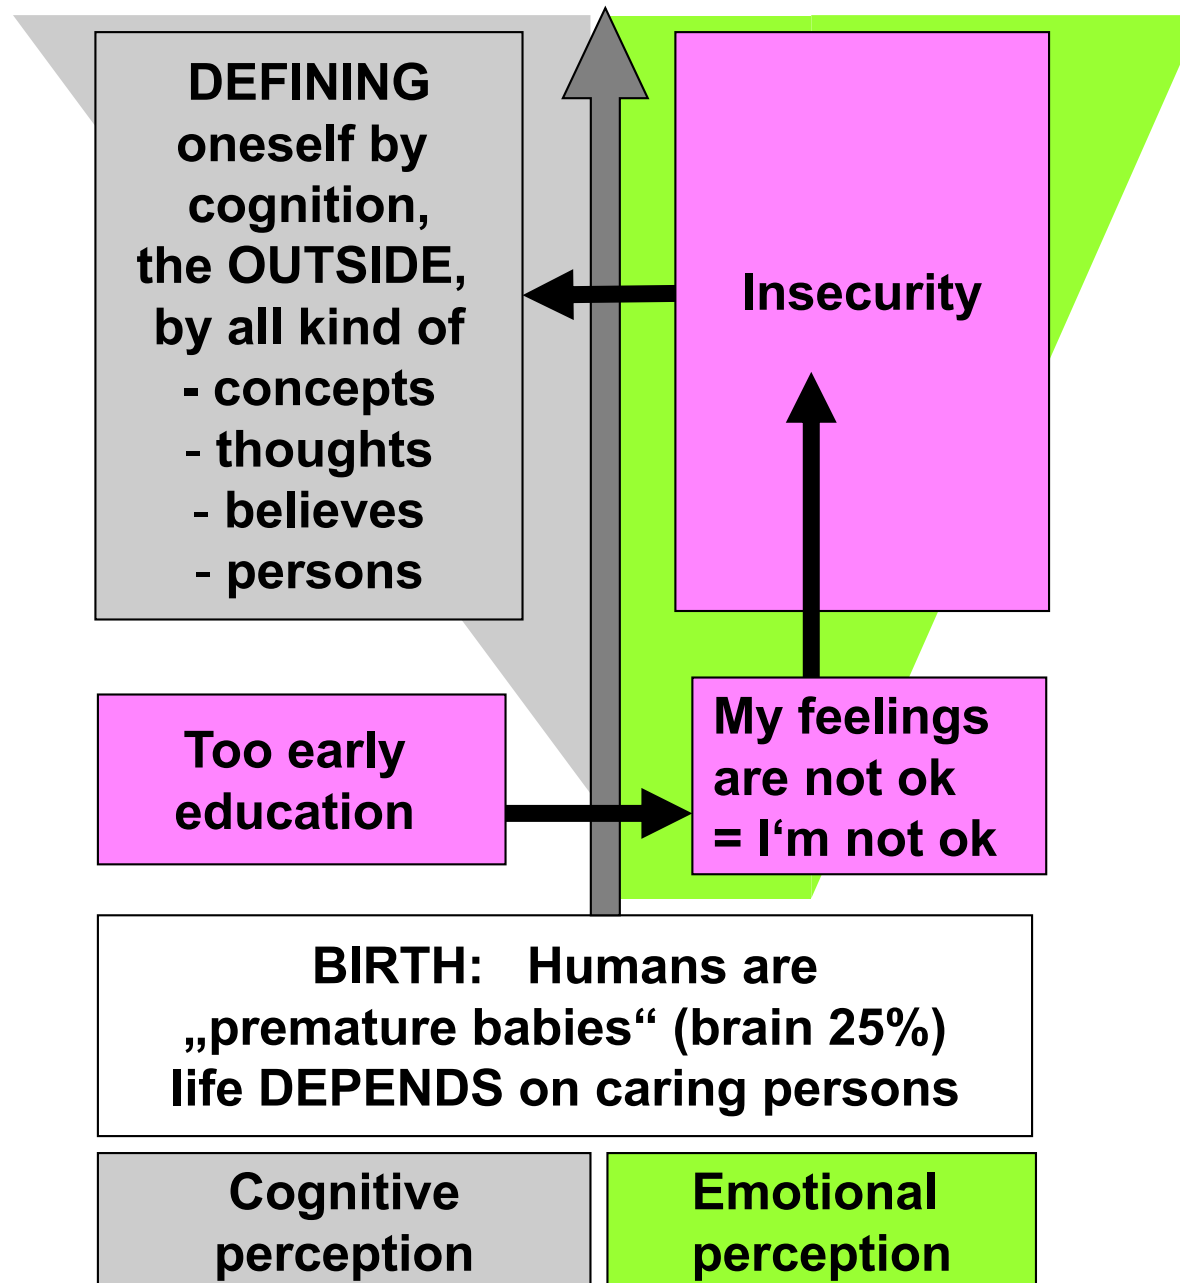 DEFINING
oneself by
cognition,
the OUTSIDE,
by all kind of
- concepts
- thoughts
- believes
- persons
Insecurity
Too early
education
My feelings
are not ok
= I‘m not ok
BIRTH: Humans are
„premature babies“ (brain 25%)
life DEPENDS on caring persons
Cognitive
perception
Emotional
perception